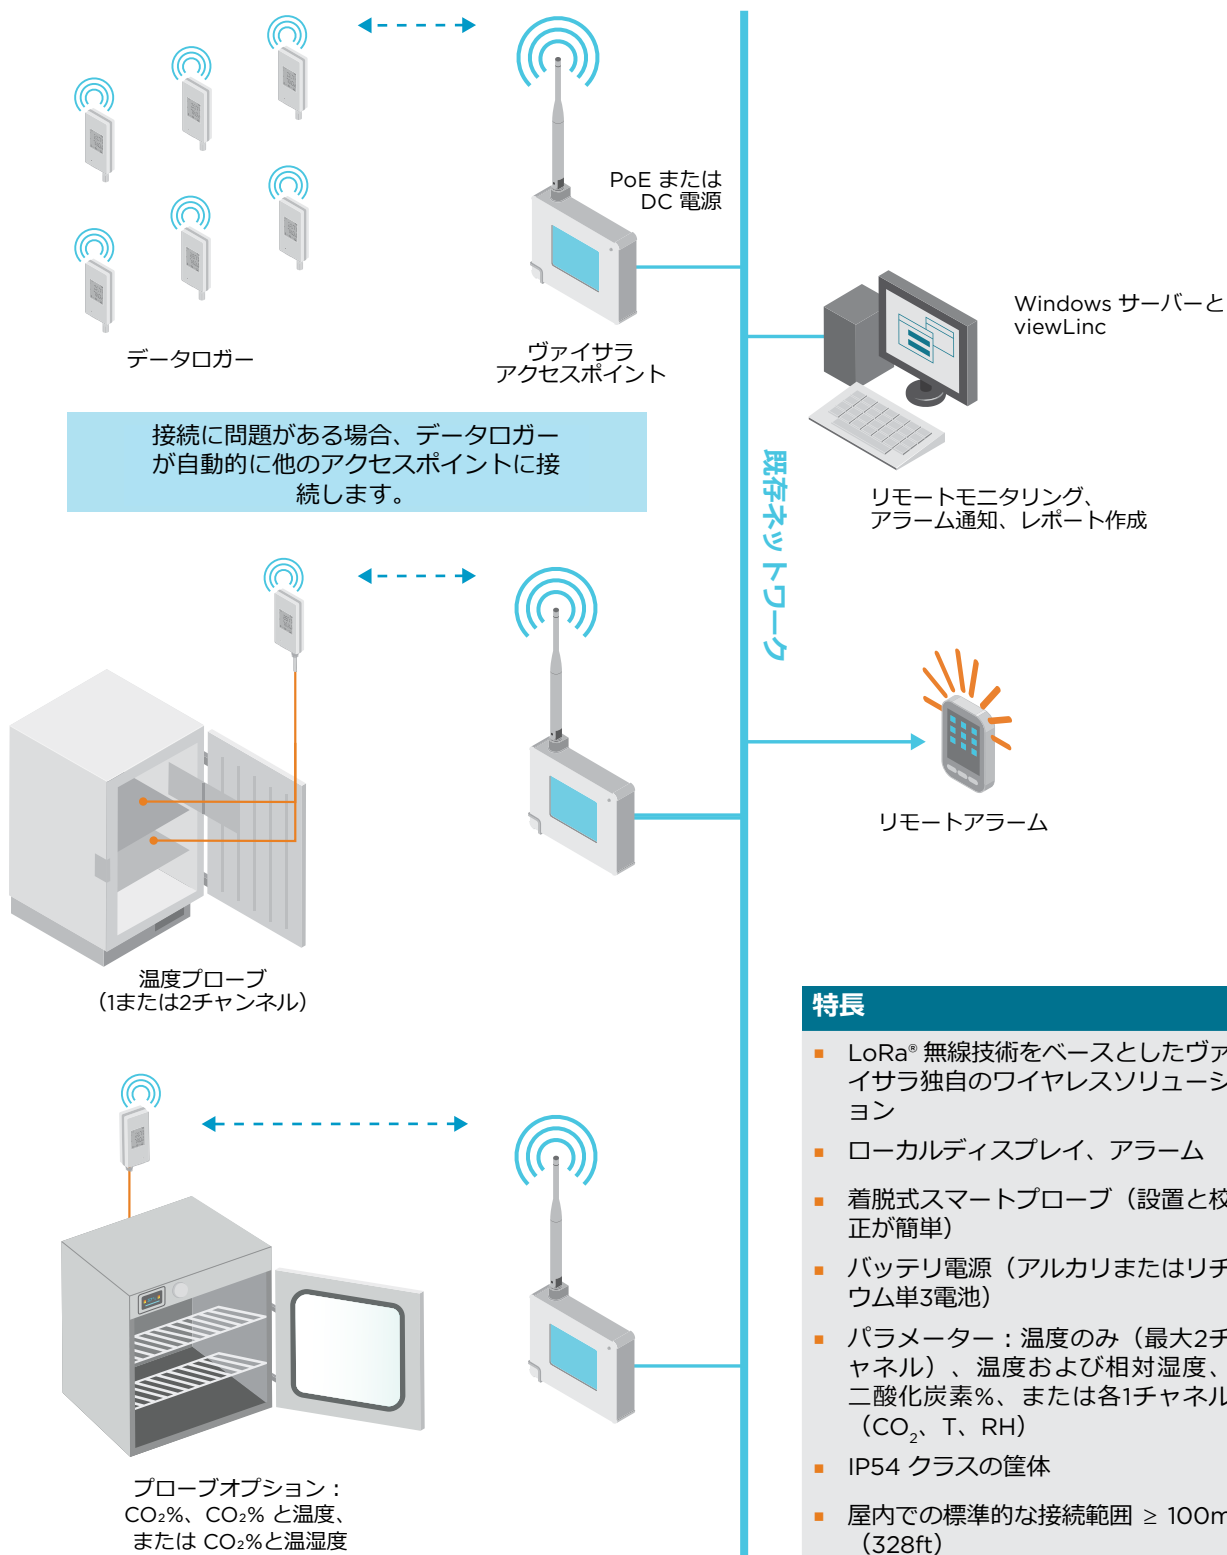 PoE または
DC 電源
データロガー
ヴァイサラ
アクセスポイント
接続に問題がある場合、データロガー
が自動的に他のアクセスポイントに接
続します。
既存ネットワーク
Windows サーバーと
viewLinc
リモートモニタリング、
アラーム通知、レポート作成
リモートアラーム
温度プローブ
（1または2チャンネル）
プローブオプション：
CO₂%、CO₂% と温度、
または CO₂%と温湿度
特長
▪ LoRa® 無線技術をベースとしたヴァ
イサラ独自のワイヤレスソリューシ
ョン
▪ ローカルディスプレイ、アラーム
▪ 着脱式スマートプローブ（設置と校
正が簡単）
▪ バッテリ電源（アルカリまたはリチ
ウム単3電池）
▪ パラメーター：温度のみ（最大2チ
ャネル）、温度および相対湿度、
二酸化炭素%、または各1チャネル
（CO₂、T、RH）
▪ IP54 クラスの筐体
▪ 屋内での標準的な接続範囲 ≥ 100m
（328ft）